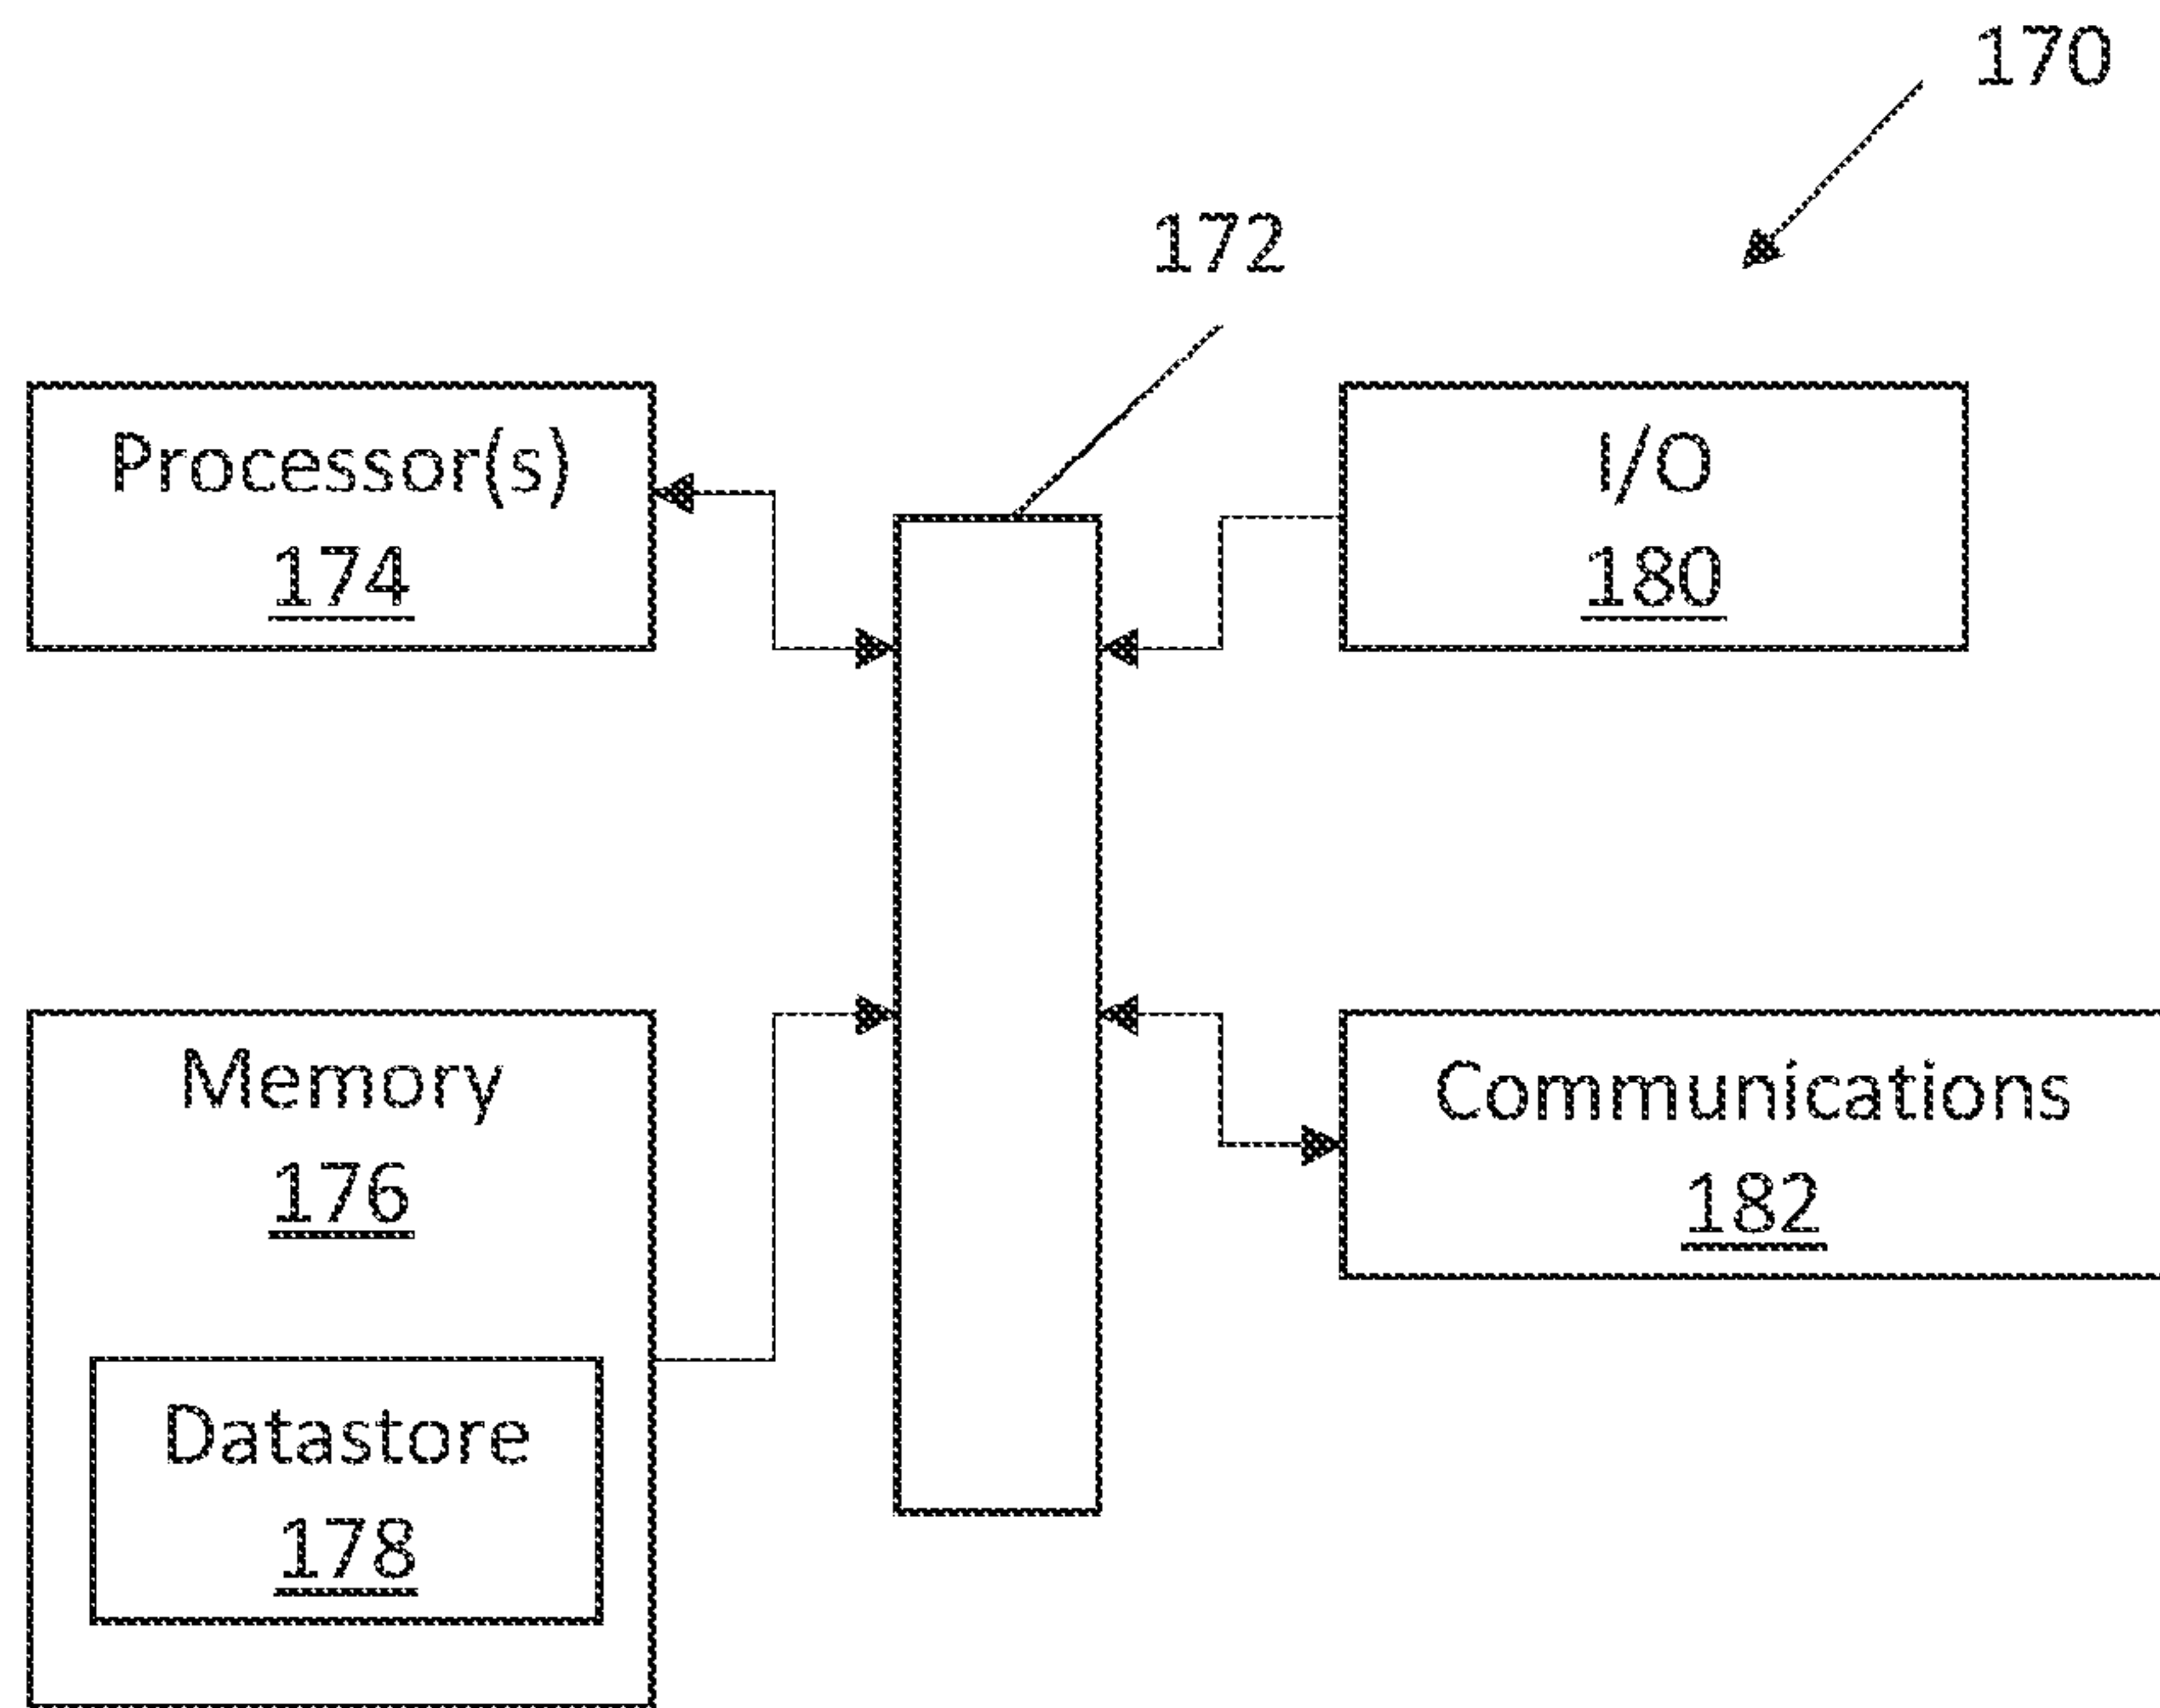 170
172
Processor(s)
174
I/O
180
Memory
176
Communications
182
Datastore
178